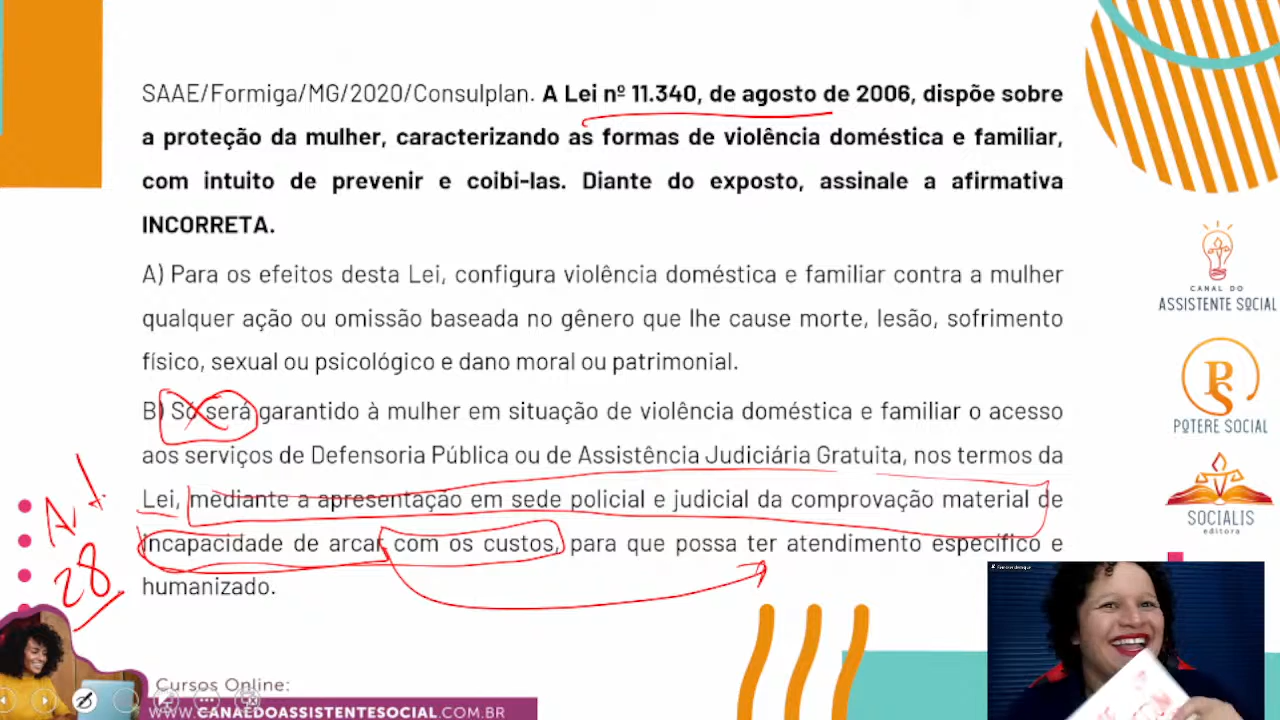 SAAE/Formiga/MG/2020/Consulplan. A Lei nº 11.340, de agosto de 2006, dispõe sobre
a proteção da mulher, caracterizando as formas de violência doméstica e familiar,
com intuito de prevenir e coibi-las. Diante do exposto, assinale a afirmativa
INCORRETA.
A) Para os efeitos desta Lei, configura violência doméstica e familiar contra a mulher
qualquer ação ou omissão baseada no gênero que lhe cause morte, lesão, sofrimento
físico, sexual ou psicológico e dano moral ou patrimonial.
B) Só será garantido à mulher em situação de violência doméstica e familiar o acesso
aos serviços de Defensoria Pública ou de Assistência Judiciária Gratuita, nos termos da
Lei, mediante a apresentação em sede policial e judicial da comprovação material de
incapacidade de arcar com os custos, para que possa ter atendimento específico e
humanizado.
Art
28
CANAL DO
ASSISTENTE SOCIAL
PS
POTERE SOCIAL
SOCIALIS
editora
Cursos Online:
WWW.CANALDOASSISTENTESOCIAL.COM.BR